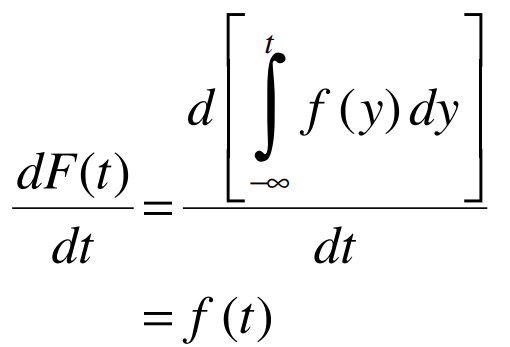 dF(t)/dt = d[∫_{-∞}^{t} f(y) dy]/dt
= f(t)